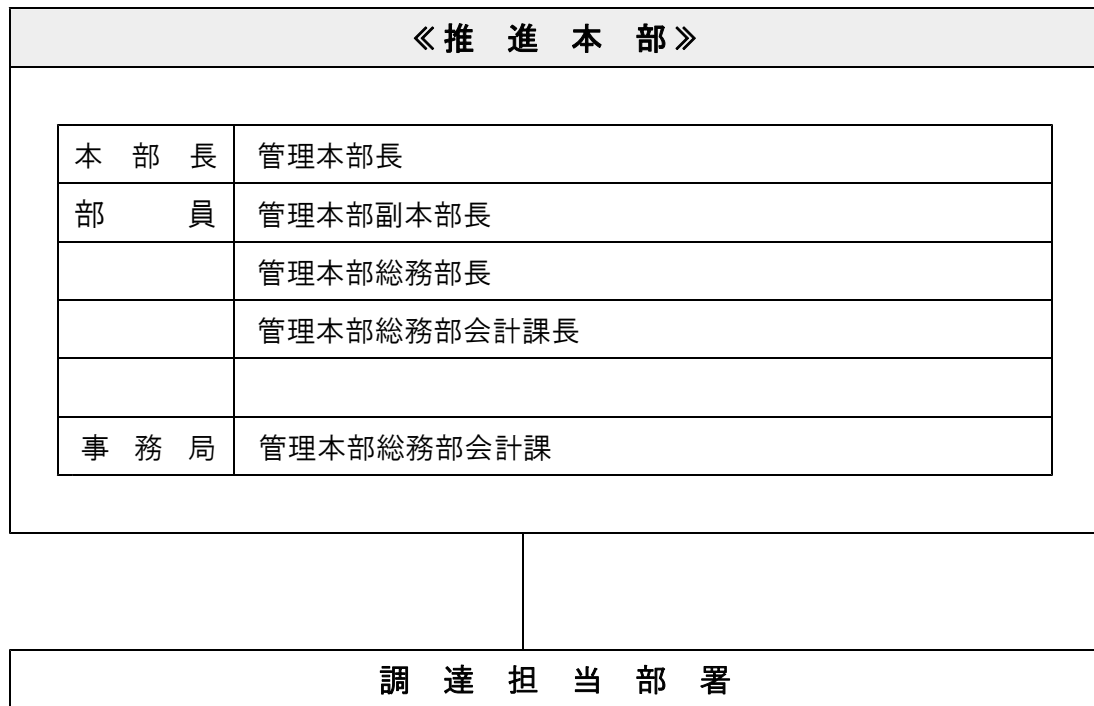 ≪推 進 本 部≫
本 部 長 管理本部長
部 員 管理本部副本部長
管理本部総務部長
管理本部総務部会計課長
事 務 局 管理本部総務部会計課
調 達 担 当 部 署